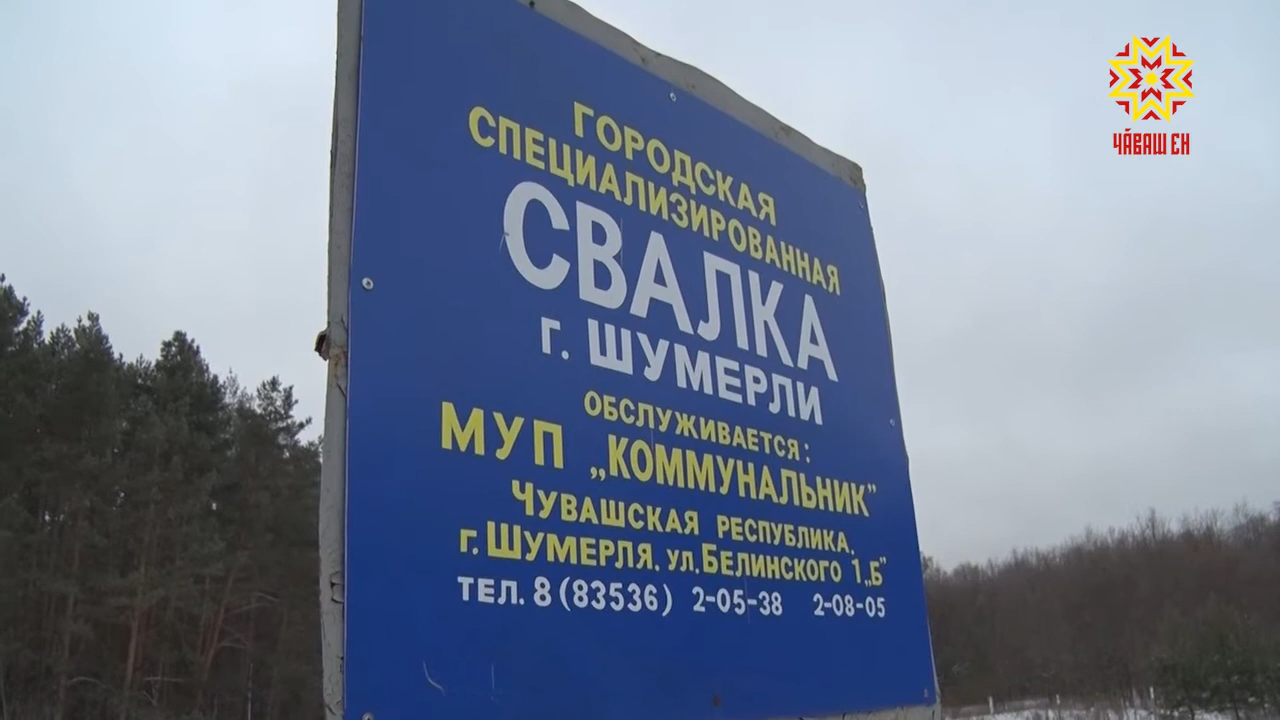 ГОРОДСКАЯ
СПЕЦИАЛИЗИРОВАННАЯ
СВАЛКА
г. ШУМЕРЛИ
ОБСЛУЖИВАЕТСЯ:
МУП „КОММУНАЛЬНИК"
ЧУВАШСКАЯ РЕСПУБЛИКА.
г. ШУМЕРЛЯ. УЛ. БЕЛИНСКОГО 1„Б"
ТЕЛ. 8 (83536) 2-05-38 2-08-05
ЧĂВАШ ЕН